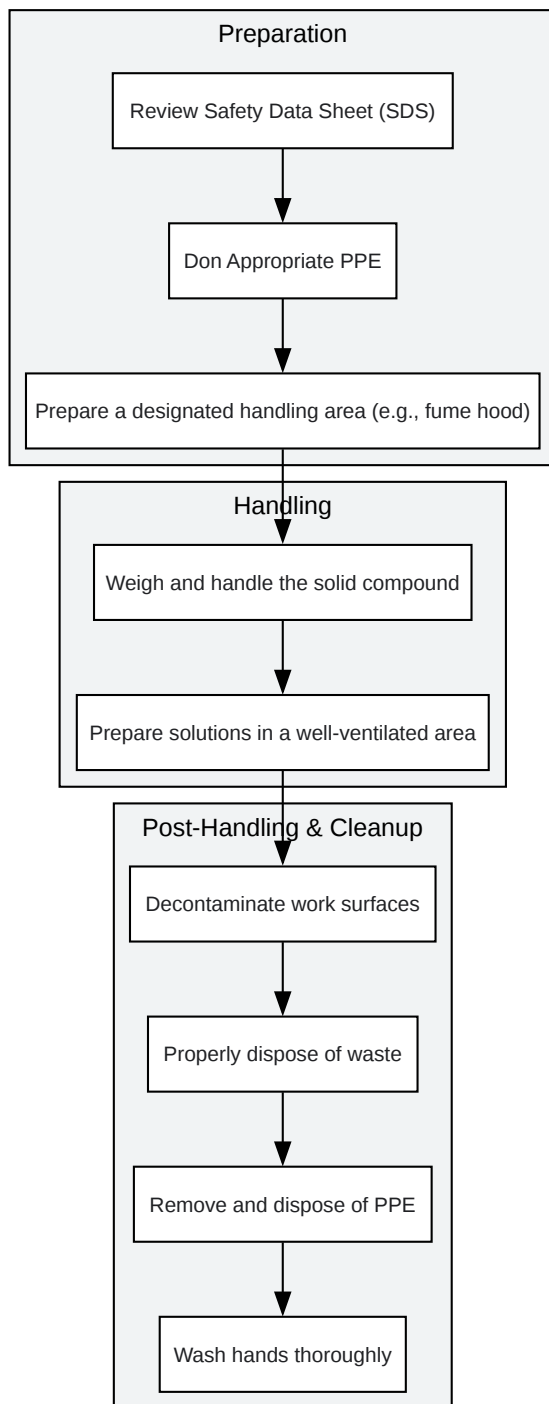 Preparation
Review Safety Data Sheet (SDS)
Don Appropriate PPE
Prepare a designated handling area (e.g., fume hood)
Handling
Weigh and handle the solid compound
Prepare solutions in a well-ventilated area
Post-Handling & Cleanup
Decontaminate work surfaces
Properly dispose of waste
Remove and dispose of PPE
Wash hands thoroughly